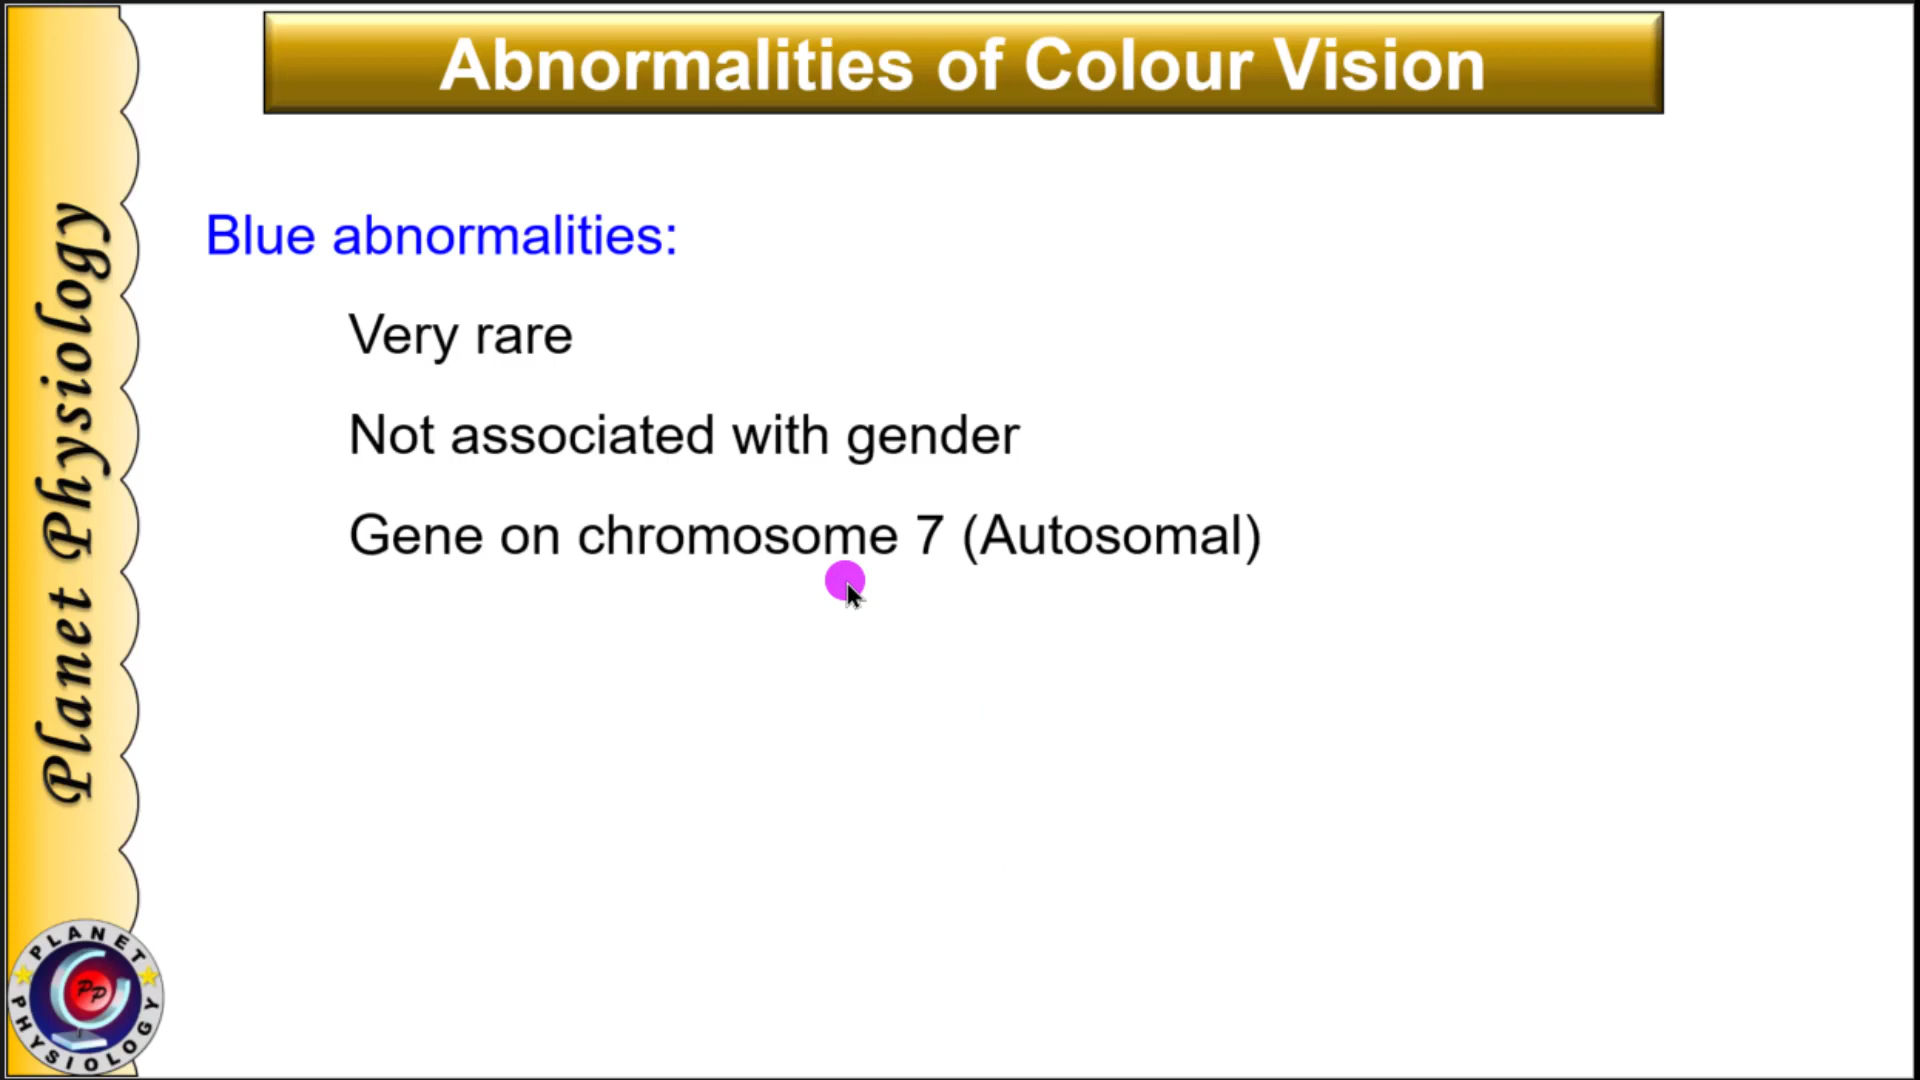 Abnormalities of Colour Vision
Blue abnormalities:
Very rare
Not associated with gender
Gene on chromosome 7 (Autosomal)
Planet Physiology
PLANET
PP
PHYSIOLOGY